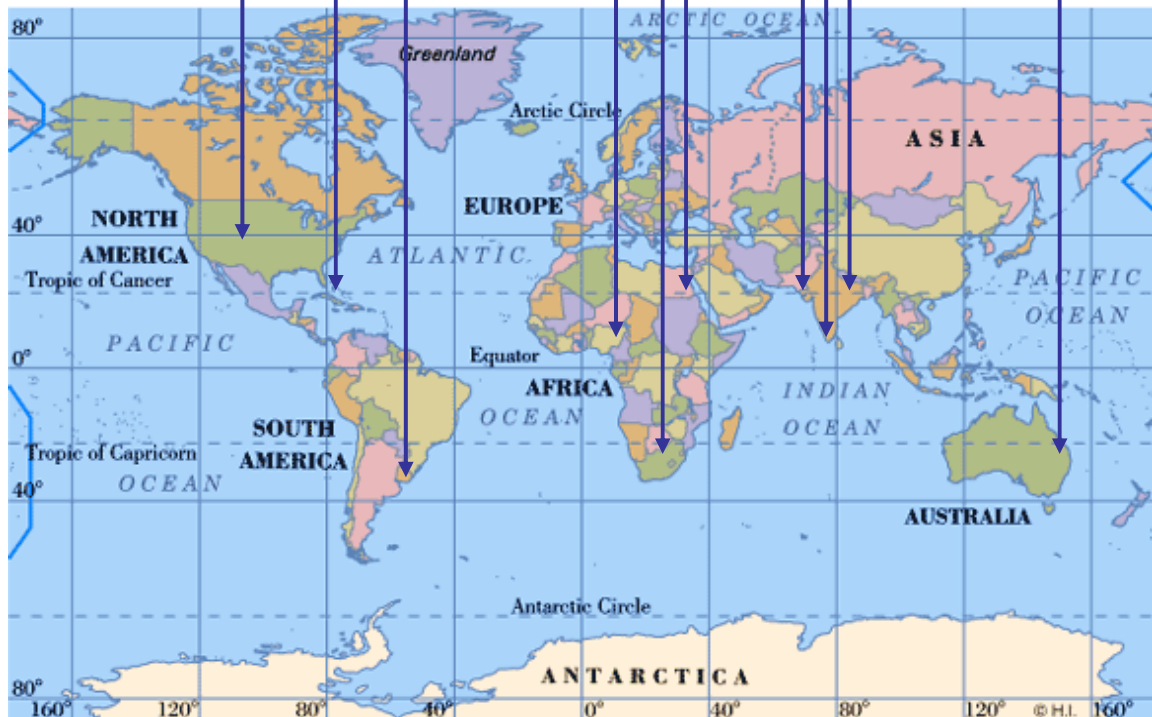 ARCTIC OCEAN
80°
Greenland
Arctic Circle
ASIA
EUROPE
NORTH
AMERICA
40°
ATLANTIC
Tropic of Cancer
PACIFIC
OCEAN
PACIFIC
0°
Equator
AFRICA
INDIAN
OCEAN
OCEAN
SOUTH
AMERICA
Tropic of Capricorn
OCEAN
40°
AUSTRALIA
Antarctic Circle
ANTARCTICA
80°
160° 120° 80° 40° 0° 40° 80° 120° © H.I. 160°